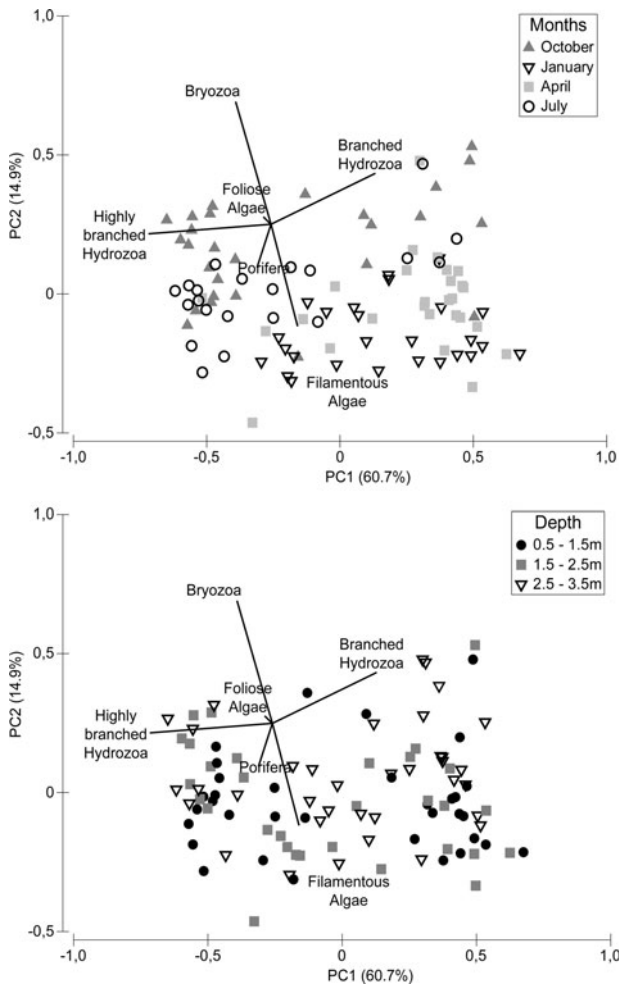 1,0
Months
October
January
April
July
Bryozoa
Branched
Hydrozoa
0,5
Foliose
Algae
Highly
branched
Hydrozoa
PC2 (14.9%)
Porifera
0
Filamentous
Algae
-0,5
-1,0
-0,5
0
0,5
1,0
PC1 (60.7%)
1,0
Depth
0.5 - 1.5m
1.5 - 2.5m
2.5 - 3.5m
Bryozoa
Branched
Hydrozoa
0,5
Foliose
Algae
Highly
branched
Hydrozoa
PC2 (14.9%)
Porifera
0
Filamentous
Algae
-0,5
-1,0
-0,5
0
0,5
1,0
PC1 (60.7%)